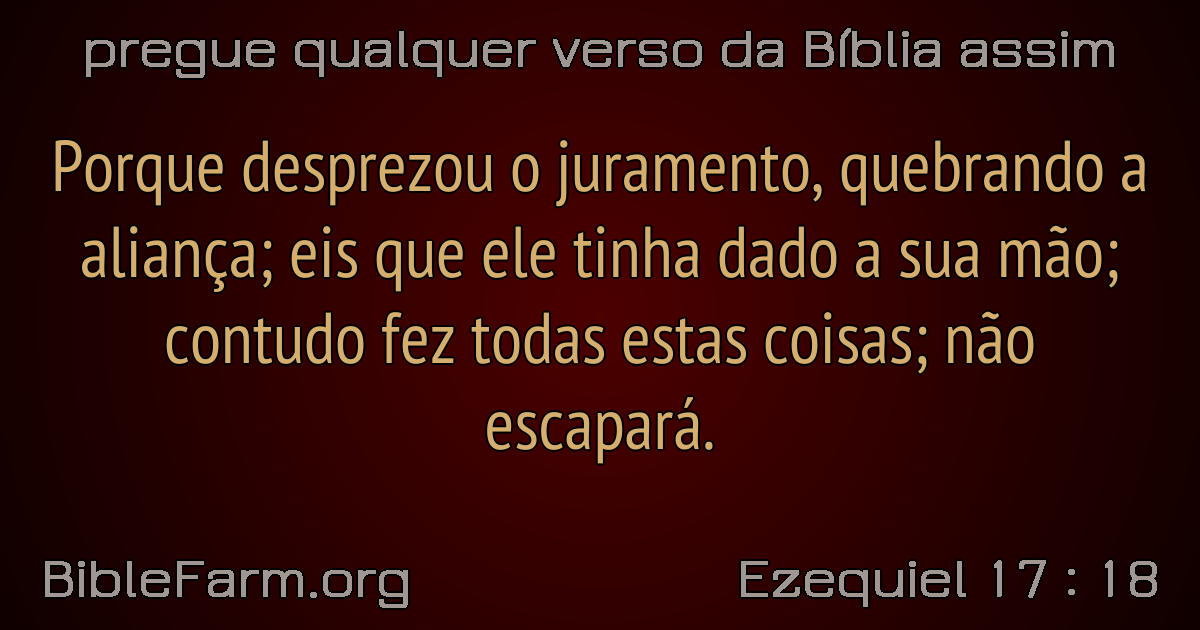 pregue qualquer verso da Bíblia assim
Porque desprezou o juramento, quebrando a
aliança; eis que ele tinha dado a sua mão;
contudo fez todas estas coisas; não
escapará.
BibleFarm.org
Ezequiel 17 : 18